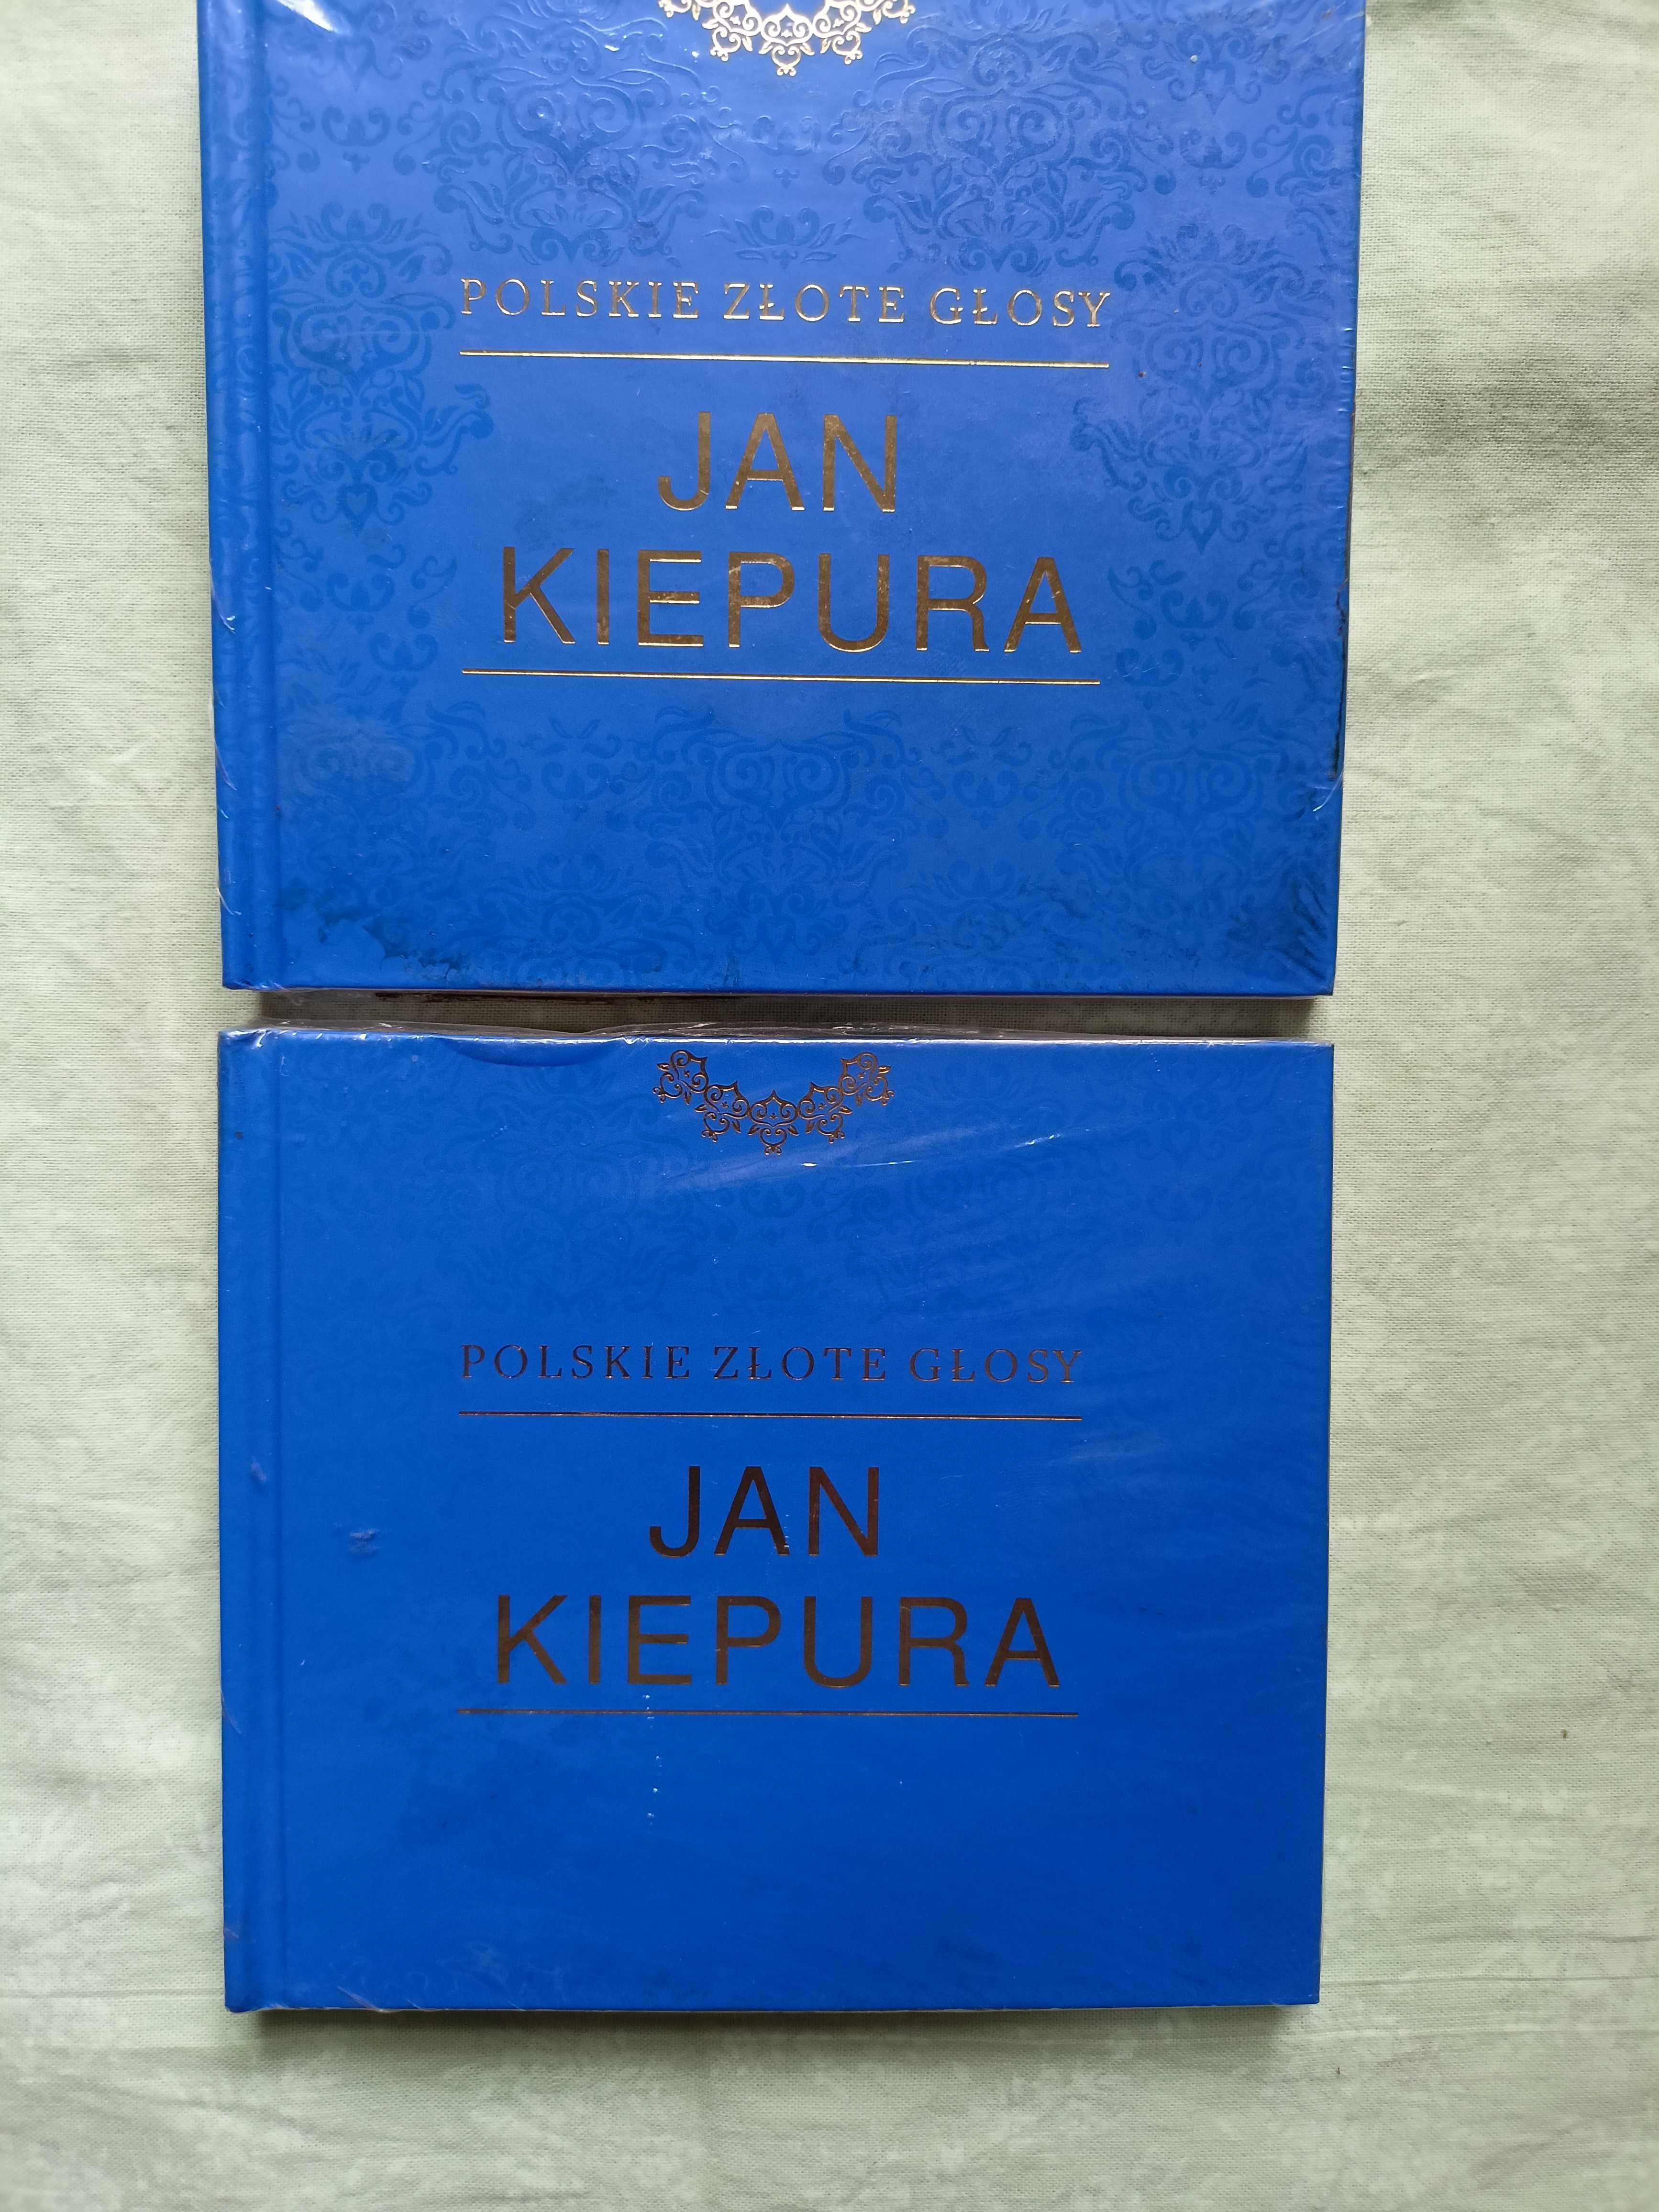 POLSKIE ZŁOTE GŁOSY
JAN
KIEPURA
POLSKIE ZŁOTE GŁOSY
JAN
KIEPURA